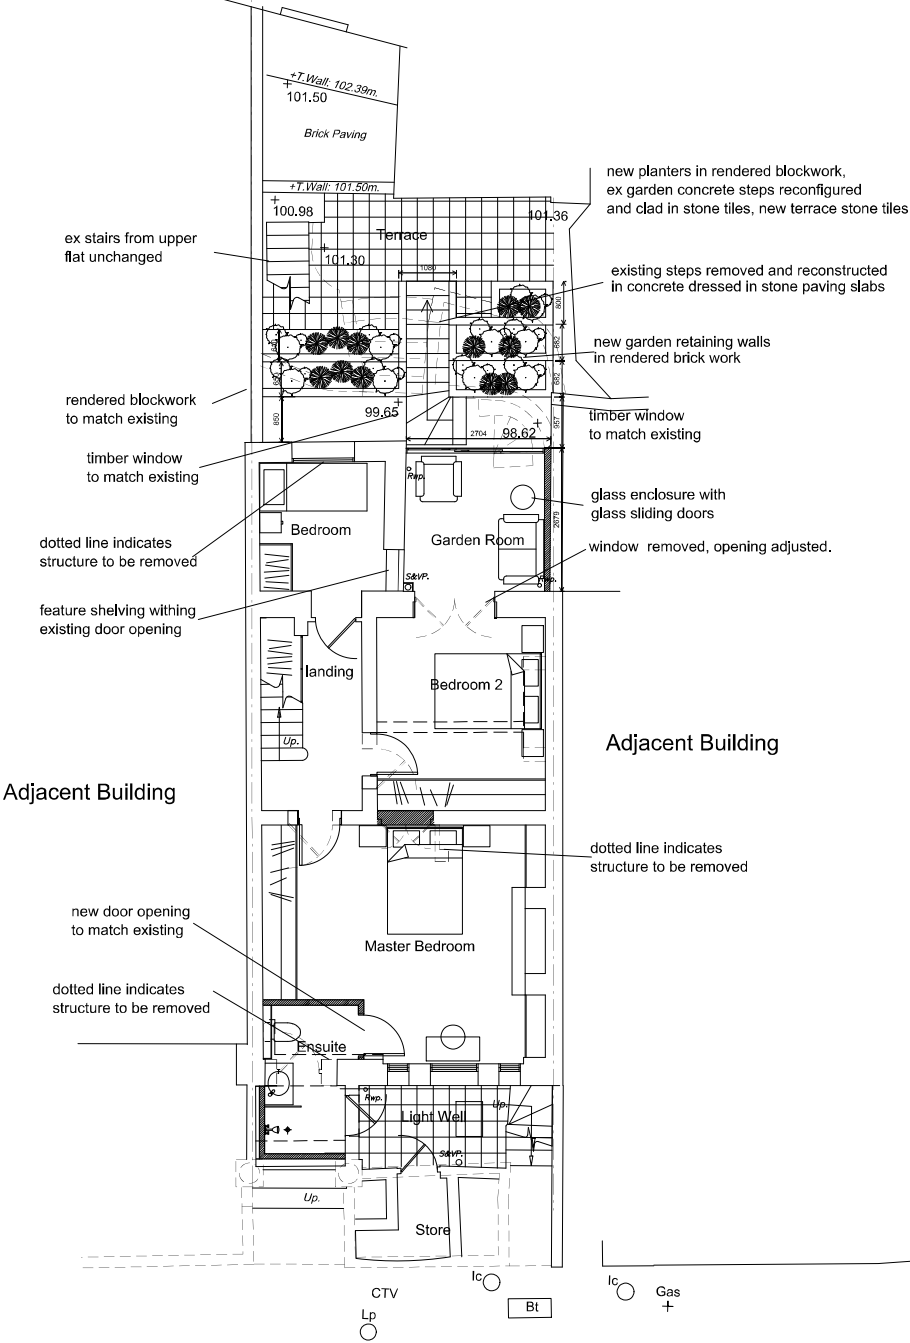 +T.Wall: 102.39m.
101.50
Brick Paving
+T.Wall: 101.50m.
100.98
101.36
Terrace
101.30
new planters in rendered blockwork,
ex garden concrete steps reconfigured
and clad in stone tiles, new terrace stone tiles
ex stairs from upper
flat unchanged
1080
existing steps removed and reconstructed
in concrete dressed in stone paving slabs
800
682
new garden retaining walls
in rendered brick work
682
rendered blockwork
to match existing
99.65
850
957
timber window
to match existing
2704
98.62
timber window
to match existing
Rwp.
glass enclosure with
glass sliding doors
2679
Bedroom
Garden Room
dotted line indicates
structure to be removed
window removed, opening adjusted.
S&VP.
Rwp.
feature shelving withing
existing door opening
landing
Bedroom 2
Up.
Adjacent Building
Adjacent Building
dotted line indicates
structure to be removed
new door opening
to match existing
Master Bedroom
dotted line indicates
structure to be removed
Ensuite
Rwp.
Light Well
Up.
S&VP.
Up.
Store
Ic
CTV
Bt
Lp
Ic
Gas